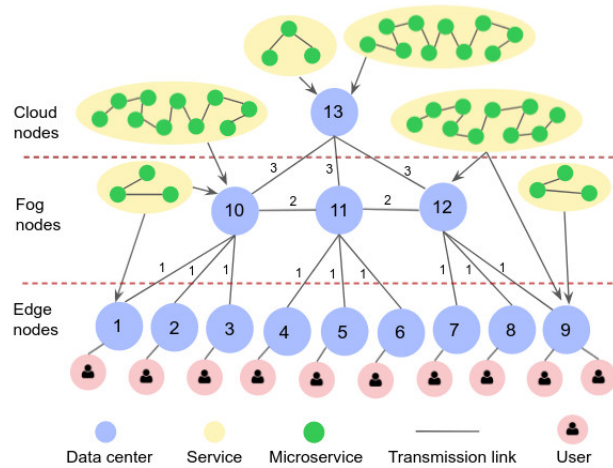 13
Cloud
nodes
3 3 3
Fog
nodes
10 2 11 2 12
1 1 1 1 1 1 1 1 1
Edge
nodes
1 2 3 4 5 6 7 8 9
Data center Service Microservice Transmission link User